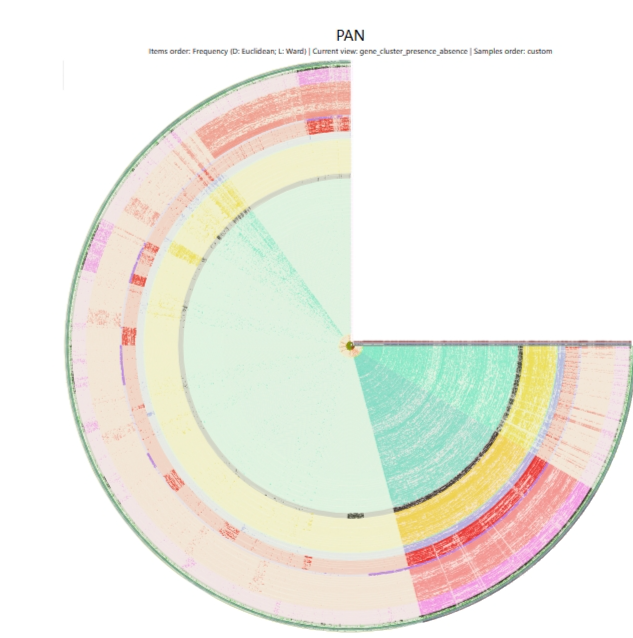 PAN
Items order: Frequency (D: Euclidean; L: Ward) | Current view: gene_cluster_presence_absence | Samples order: custom